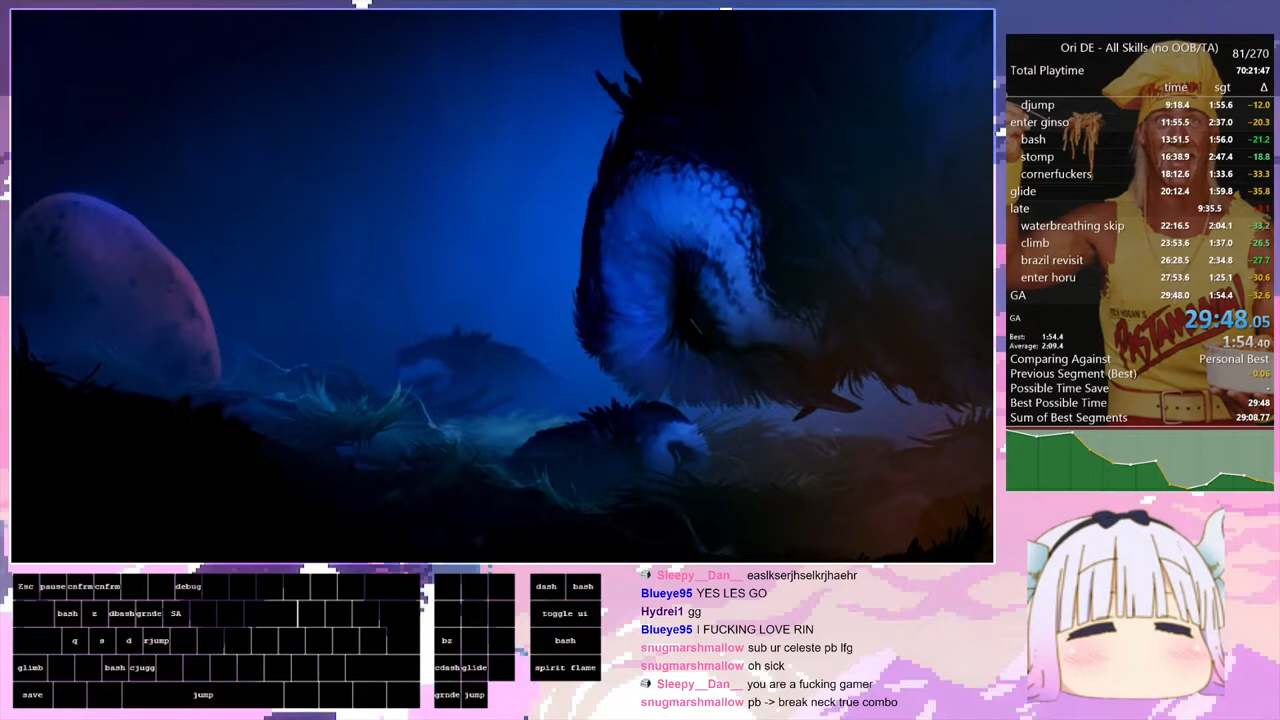 Ori DE - All Skills (no OOB/TA)
81/270
Total Playtime 70:21:47
time sgt Δ
djump 9:18.4 1:55.6 −12.0
enter ginso 11:55.5 2:37.0 −20.3
bash 13:51.5 1:56.0 −21.2
stomp 16:38.9 2:47.4 −18.8
cornerfuckers 18:12.6 1:33.6 −33.3
glide 20:12.4 1:59.8 −35.8
late 9:35.5
waterbreathing skip 22:16.5 2:04.1 −33.2
climb 23:53.6 1:37.0 −26.5
brazil revisit 26:28.5 2:34.8 −27.7
enter horu 27:53.6 1:25.1 −30.6
GA 29:48.0 1:54.4 −32.6
GA 29:48.05
Best: 1:54.4
Average: 2:09.4
1:54.40
Comparing Against Personal Best
Previous Segment (Best) −0.06
Possible Time Save -
Best Possible Time 29:48
Sum of Best Segments 29:08.77
PASTAMANIA!
Esc pause cnfrm cnfrm debug
bash z dbash grnde SA
q s d rjump bz
glimb bash cjugg cdash glide
save jump grnde jump
dash bash
toggle ui
bash
spirit flame
Sleepy__Dan__ easlkserjhselkrjhaehr
Blueye95 YES LES GO
Hydrei1 gg
Blueye95 I FUCKING LOVE RIN
snugmarshmallow sub ur celeste pb lfg
snugmarshmallow oh sick
Sleepy__Dan__ you are a fucking gamer
snugmarshmallow pb -> break neck true combo